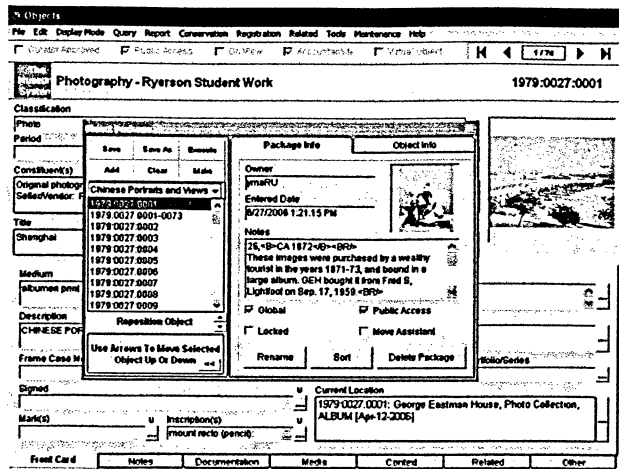 Objects
File Edit Display Mode Query Report Conservation Registration Related Tools Maintenance Help
Curator Approved Public Access On View Accountable Virtual Object 1/74
Photography - Ryerson Student Work 1979:0027:0001
Classification
Photo
Period
Constituent(s)
Original photogr
Seller/Vendor: F
Title
Shanghai
Medium
albumen print
Description
CHINESE POR
Frame Case M
Signed u
Mark(s) u
Inscription(s) u
mount recto (pencil):
Save Save As Execute
Add Clear Make
Chinese Portraits and Views
1979:0027:0001
1979:0027 0001-0073
1979:0027:0002
1979:0027:0003
1979:0027:0004
1979:0027:0005
1979:0027:0006
1979:0027:0007
1979:0027:0008
1979:0027:0009
Reposition Object
Use Arrows To Move Selected
Object Up Or Down <<
Package Info Object Info
Owner
ymaRU
Entered Date
6/27/2006 1:21:15 PM
Notes
26,<B>CA 1872</B><BR/>
These images were purchased by a wealthy
tourist in the years 1871-73, and bound in a
large album. GEH bought it from Fred S,
Lightfoot on Sep. 17, 1959.<BR/>
Global Public Access
Locked Move Assistant
Rename Sort Delete Package
rtfolio/Series
Current Location
1979:0027.0001: George Eastman House, Photo Collection,
ALBUM [Apr-12-2006]
Front Card Notes Documentation Media Context Related Other